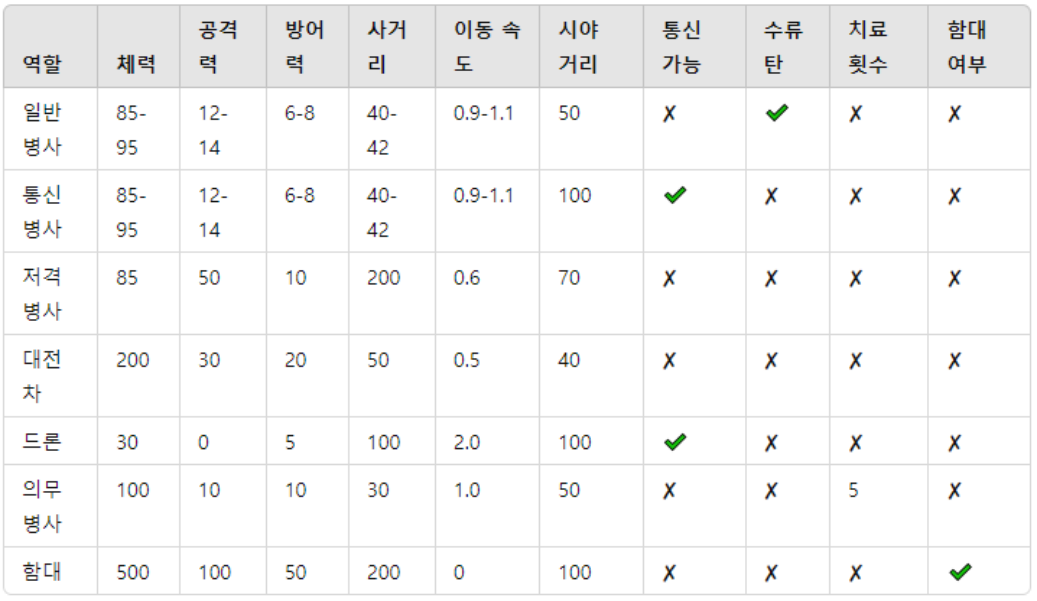 역할 체력 공격력 방어력 사거리 이동 속도 시야 거리 통신 가능 수류탄 치료 횟수 함대 여부
일반 병사 85-95 12-14 6-8 40-42 0.9-1.1 50 ✗ ✔ ✗ ✗
통신 병사 85-95 12-14 6-8 40-42 0.9-1.1 100 ✔ ✗ ✗ ✗
저격 병사 85 50 10 200 0.6 70 ✗ ✗ ✗ ✗
대전차 200 30 20 50 0.5 40 ✗ ✗ ✗ ✗
드론 30 0 5 100 2.0 100 ✔ ✗ ✗ ✗
의무 병사 100 10 10 30 1.0 50 ✗ ✗ 5 ✗
함대 500 100 50 200 0 100 ✗ ✗ ✗ ✔